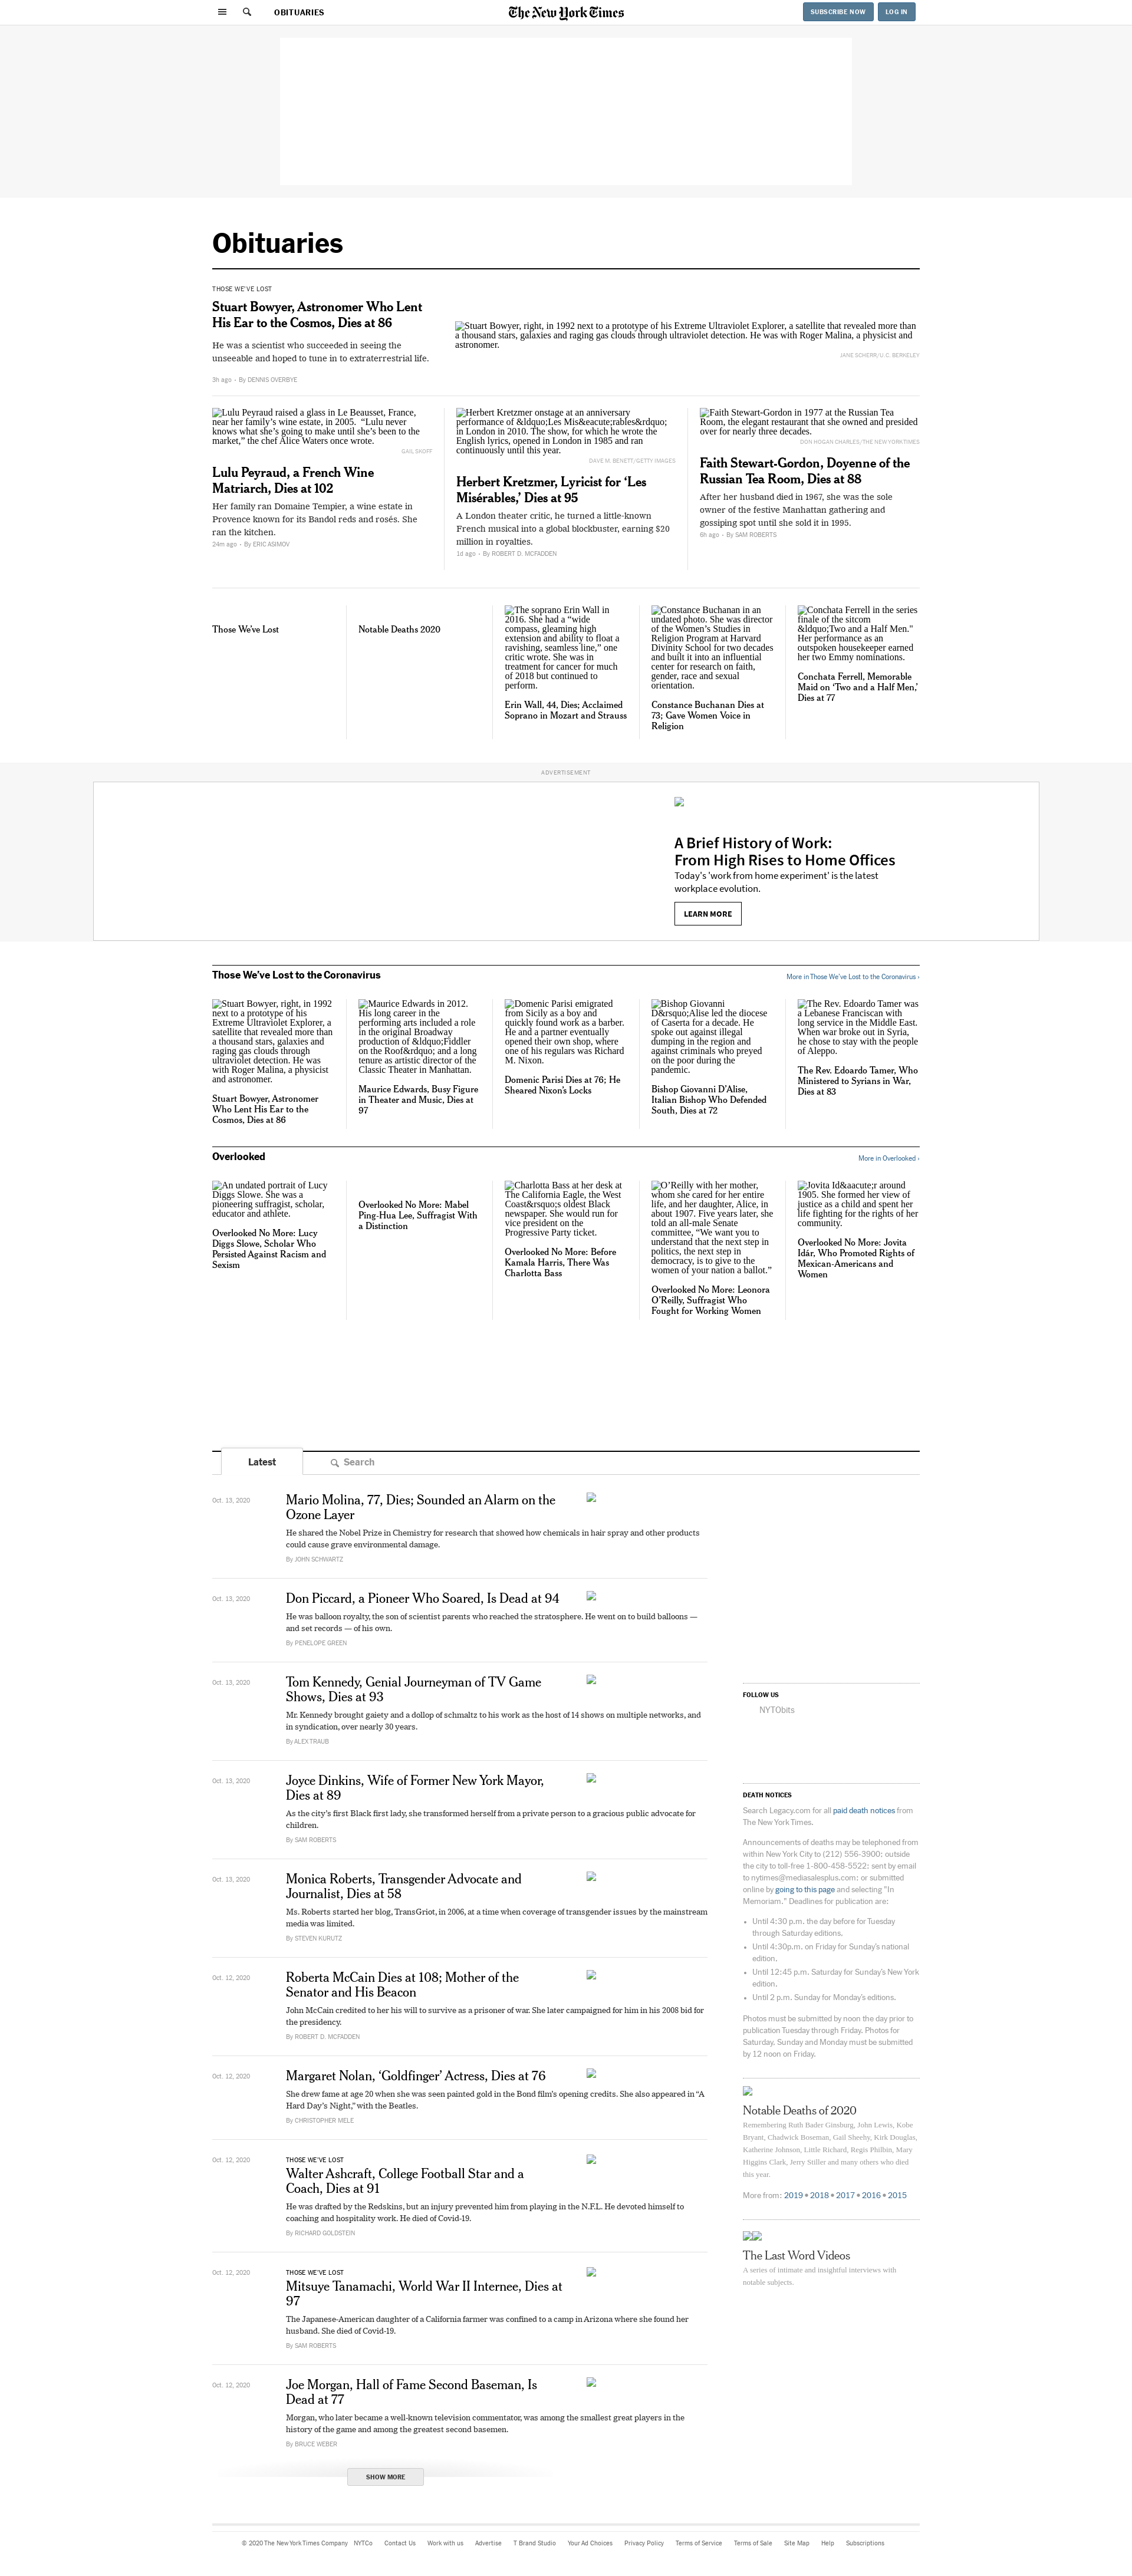 OBITUARIES
The New York Times
SUBSCRIBE NOW
LOG IN
Obituaries
THOSE WE'VE LOST
Stuart Bowyer, Astronomer Who Lent
His Ear to the Cosmos, Dies at 86
He was a scientist who succeeded in seeing the
unseeable and hoped to tune in to extraterrestrial life.
3h ago • By DENNIS OVERBYE
Stuart Bowyer, right, in 1992 next to a prototype of his Extreme Ultraviolet Explorer, a satellite that revealed more than
a thousand stars, galaxies and raging gas clouds through ultraviolet detection. He was with Roger Malina, a physicist and
astronomer.
JANE SCHERR/U.C. BERKELEY
Lulu Peyraud raised a glass in Le Beausset, France,
near her family’s wine estate, in 2005. “Lulu never
knows what she’s going to make until she’s been to the
market,” the chef Alice Waters once wrote.
GAIL SKOFF
Lulu Peyraud, a French Wine
Matriarch, Dies at 102
Her family ran Domaine Tempier, a wine estate in
Provence known for its Bandol reds and rosés. She
ran the kitchen.
24m ago • By ERIC ASIMOV
Herbert Kretzmer onstage at an anniversary
performance of &ldquo;Les Mis&eacute;rables&rdquo;
in London in 2010. The show, for which he wrote the
English lyrics, opened in London in 1985 and ran
continuously until this year.
DAVE M. BENETT/GETTY IMAGES
Herbert Kretzmer, Lyricist for ‘Les
Misérables,’ Dies at 95
A London theater critic, he turned a little-known
French musical into a global blockbuster, earning $20
million in royalties.
1d ago • By ROBERT D. MCFADDEN
Faith Stewart-Gordon in 1977 at the Russian Tea
Room, the elegant restaurant that she owned and presided
over for nearly three decades.
DON HOGAN CHARLES/THE NEW YORK TIMES
Faith Stewart-Gordon, Doyenne of the
Russian Tea Room, Dies at 88
After her husband died in 1967, she was the sole
owner of the festive Manhattan gathering and
gossiping spot until she sold it in 1995.
6h ago • By SAM ROBERTS
Those We've Lost
Notable Deaths 2020
The soprano Erin Wall in
2016. She had a “wide
compass, gleaming high
extension and ability to float a
ravishing, seamless line,” one
critic wrote. She was in
treatment for cancer for much
of 2018 but continued to
perform.
Erin Wall, 44, Dies; Acclaimed
Soprano in Mozart and Strauss
Constance Buchanan in an
undated photo. She was director
of the Women’s Studies in
Religion Program at Harvard
Divinity School for two decades
and built it into an influential
center for research on faith,
gender, race and sexual
orientation.
Constance Buchanan Dies at
73; Gave Women Voice in
Religion
Conchata Ferrell in the series
finale of the sitcom
&ldquo;Two and a Half Men.”
Her performance as an
outspoken housekeeper earned
her two Emmy nominations.
Conchata Ferrell, Memorable
Maid on ‘Two and a Half Men,’
Dies at 77
ADVERTISEMENT
A Brief History of Work:
From High Rises to Home Offices
Today's 'work from home experiment' is the latest
workplace evolution.
LEARN MORE
Those We’ve Lost to the Coronavirus
More in Those We’ve Lost to the Coronavirus ›
Stuart Bowyer, right, in 1992
next to a prototype of his
Extreme Ultraviolet Explorer, a
satellite that revealed more than
a thousand stars, galaxies and
raging gas clouds through
ultraviolet detection. He was
with Roger Malina, a physicist
and astronomer.
Stuart Bowyer, Astronomer
Who Lent His Ear to the
Cosmos, Dies at 86
Maurice Edwards in 2012.
His long career in the
performing arts included a role
in the original Broadway
production of &ldquo;Fiddler
on the Roof&rdquo; and a long
tenure as artistic director of the
Classic Theater in Manhattan.
Maurice Edwards, Busy Figure
in Theater and Music, Dies at
97
Domenic Parisi emigrated
from Sicily as a boy and
quickly found work as a barber.
He and a partner eventually
opened their own shop, where
one of his regulars was Richard
M. Nixon.
Domenic Parisi Dies at 76; He
Sheared Nixon’s Locks
Bishop Giovanni
D&rsquo;Alise led the diocese
of Caserta for a decade. He
spoke out against illegal
dumping in the region and
against criminals who preyed
on the poor during the
pandemic.
Bishop Giovanni D’Alise,
Italian Bishop Who Defended
South, Dies at 72
The Rev. Edoardo Tamer was
a Lebanese Franciscan with
long service in the Middle East.
When war broke out in Syria,
he chose to stay with the people
of Aleppo.
The Rev. Edoardo Tamer, Who
Ministered to Syrians in War,
Dies at 83
Overlooked
More in Overlooked ›
An undated portrait of Lucy
Diggs Slowe. She was a
pioneering suffragist, scholar,
educator and athlete.
Overlooked No More: Lucy
Diggs Slowe, Scholar Who
Persisted Against Racism and
Sexism
Overlooked No More: Mabel
Ping-Hua Lee, Suffragist With
a Distinction
Charlotta Bass at her desk at
The California Eagle, the West
Coast&rsquo;s oldest Black
newspaper. She would run for
vice president on the
Progressive Party ticket.
Overlooked No More: Before
Kamala Harris, There Was
Charlotta Bass
O’Reilly with her mother,
whom she cared for her entire
life, and her daughter, Alice, in
about 1907. Five years later, she
told an all-male Senate
committee, “We want you to
understand that the next step in
politics, the next step in
democracy, is to give to the
women of your nation a ballot.”
Overlooked No More: Leonora
O’Reilly, Suffragist Who
Fought for Working Women
Jovita Id&aacute;r around
1905. She formed her view of
justice as a child and spent her
life fighting for the rights of her
community.
Overlooked No More: Jovita
Idár, Who Promoted Rights of
Mexican-Americans and
Women
Latest
Search
Oct. 13, 2020
Mario Molina, 77, Dies; Sounded an Alarm on the
Ozone Layer
He shared the Nobel Prize in Chemistry for research that showed how chemicals in hair spray and other products
could cause grave environmental damage.
By JOHN SCHWARTZ
Oct. 13, 2020
Don Piccard, a Pioneer Who Soared, Is Dead at 94
He was balloon royalty, the son of scientist parents who reached the stratosphere. He went on to build balloons —
and set records — of his own.
By PENELOPE GREEN
Oct. 13, 2020
Tom Kennedy, Genial Journeyman of TV Game
Shows, Dies at 93
Mr. Kennedy brought gaiety and a dollop of schmaltz to his work as the host of 14 shows on multiple networks, and
in syndication, over nearly 30 years.
By ALEX TRAUB
Oct. 13, 2020
Joyce Dinkins, Wife of Former New York Mayor,
Dies at 89
As the city’s first Black first lady, she transformed herself from a private person to a gracious public advocate for
children.
By SAM ROBERTS
Oct. 13, 2020
Monica Roberts, Transgender Advocate and
Journalist, Dies at 58
Ms. Roberts started her blog, TransGriot, in 2006, at a time when coverage of transgender issues by the mainstream
media was limited.
By STEVEN KURUTZ
Oct. 12, 2020
Roberta McCain Dies at 108; Mother of the
Senator and His Beacon
John McCain credited to her his will to survive as a prisoner of war. She later campaigned for him in his 2008 bid for
the presidency.
By ROBERT D. MCFADDEN
Oct. 12, 2020
Margaret Nolan, ‘Goldfinger’ Actress, Dies at 76
She drew fame at age 20 when she was seen painted gold in the Bond film’s opening credits. She also appeared in “A
Hard Day’s Night,” with the Beatles.
By CHRISTOPHER MELE
Oct. 12, 2020
THOSE WE'VE LOST
Walter Ashcraft, College Football Star and a
Coach, Dies at 91
He was drafted by the Redskins, but an injury prevented him from playing in the N.F.L. He devoted himself to
coaching and hospitality work. He died of Covid-19.
By RICHARD GOLDSTEIN
Oct. 12, 2020
THOSE WE'VE LOST
Mitsuye Tanamachi, World War II Internee, Dies at
97
The Japanese-American daughter of a California farmer was confined to a camp in Arizona where she found her
husband. She died of Covid-19.
By SAM ROBERTS
Oct. 12, 2020
Joe Morgan, Hall of Fame Second Baseman, Is
Dead at 77
Morgan, who later became a well-known television commentator, was among the smallest great players in the
history of the game and among the greatest second basemen.
By BRUCE WEBER
SHOW MORE
FOLLOW US
NYTObits
DEATH NOTICES
Search Legacy.com for all paid death notices from
The New York Times.
Announcements of deaths may be telephoned from
within New York City to (212) 556-3900; outside
the city to toll-free 1-800-458-5522; sent by email
to nytimes@mediasalesplus.com; or submitted
online by going to this page and selecting "In
Memoriam." Deadlines for publication are:
• Until 4:30 p.m. the day before for Tuesday
through Saturday editions.
• Until 4:30p.m. on Friday for Sunday’s national
edition.
• Until 12:45 p.m. Saturday for Sunday’s New York
edition.
• Until 2 p.m. Sunday for Monday’s editions.
Photos must be submitted by noon the day prior to
publication Tuesday through Friday. Photos for
Saturday, Sunday and Monday must be submitted
by 12 noon on Friday.
Notable Deaths of 2020
Remembering Ruth Bader Ginsburg, John Lewis, Kobe
Bryant, Chadwick Boseman, Gail Sheehy, Kirk Douglas,
Katherine Johnson, Little Richard, Regis Philbin, Mary
Higgins Clark, Jerry Stiller and many others who died
this year.
More from: 2019 • 2018 • 2017 • 2016 • 2015
The Last Word Videos
A series of intimate and insightful interviews with
notable subjects.
© 2020 The New York Times Company NYTCo Contact Us Work with us Advertise T Brand Studio Your Ad Choices Privacy Policy Terms of Service Terms of Sale Site Map Help Subscriptions